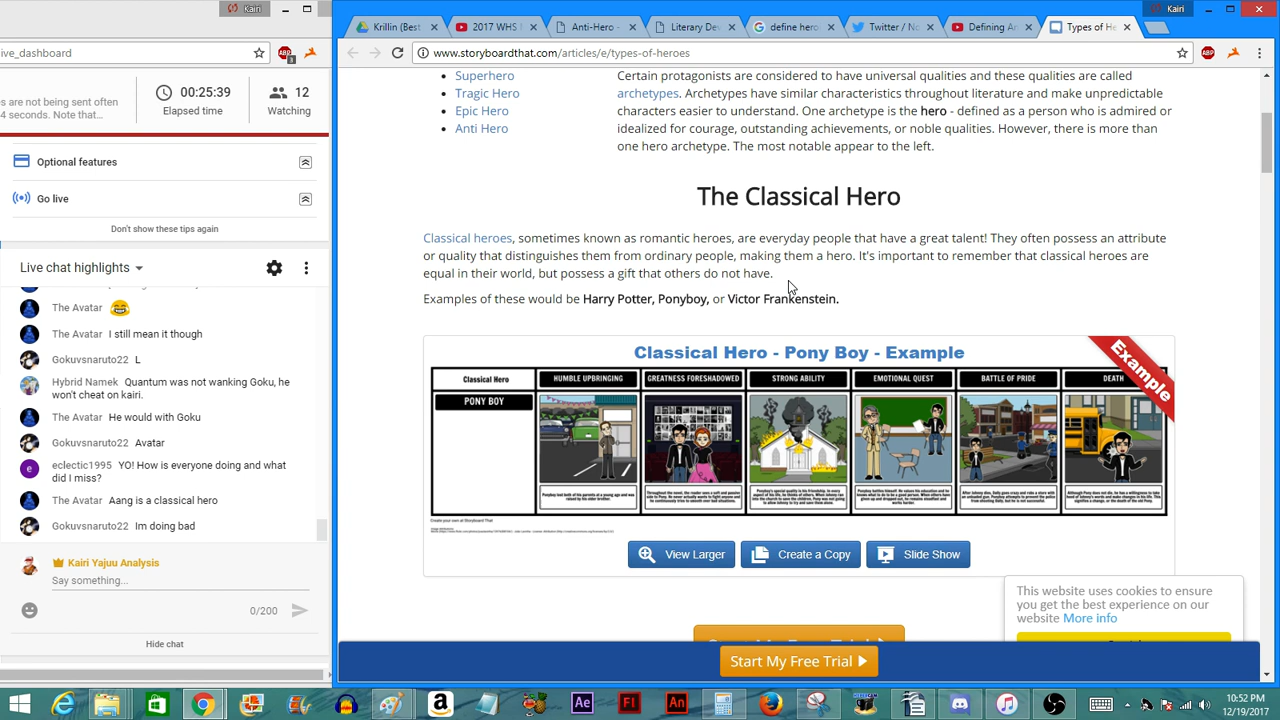 Kairi
ive_dashboard
es are not being sent often
4 seconds. Note that…
00:25:39
Elapsed time
12
Watching
Optional features
Go live
Don't show these tips again
Live chat highlights
The Avatar
The Avatar I still mean it though
Gokuvsnaruto22 L
Hybrid Namek Quantum was not wanking Goku, he
won't cheat on kairi.
The Avatar He would with Goku
Gokuvsnaruto22 Avatar
eclectic1995 YO! How is everyone doing and what
did I miss?
The Avatar Aang is a classical hero
Gokuvsnaruto22 Im doing bad
Kairi Yajuu Analysis
Say something...
0/200
Hide chat
Kairi
Krillin (Best
2017 WHS
Anti-Hero -
Literary Dev
define hero
Twitter / No
Defining An
Types of He
www.storyboardthat.com/articles/e/types-of-heroes
Superhero
Tragic Hero
Epic Hero
Anti Hero
Certain protagonists are considered to have universal qualities and these qualities are called
archetypes. Archetypes have similar characteristics throughout literature and make unpredictable
characters easier to understand. One archetype is the hero - defined as a person who is admired or
idealized for courage, outstanding achievements, or noble qualities. However, there is more than
one hero archetype. The most notable appear to the left.
The Classical Hero
Classical heroes, sometimes known as romantic heroes, are everyday people that have a great talent! They often possess an attribute
or quality that distinguishes them from ordinary people, making them a hero. It's important to remember that classical heroes are
equal in their world, but possess a gift that others do not have.
Examples of these would be Harry Potter, Ponyboy, or Victor Frankenstein.
Classical Hero - Pony Boy - Example
Example
Classical Hero
HUMBLE UPBRINGING
GREATNESS FORESHADOWED
STRONG ABILITY
EMOTIONAL QUEST
BATTLE OF PRIDE
DEATH
PONY BOY
Create your own at Storyboard That
View Larger
Create a Copy
Slide Show
This website uses cookies to ensure
you get the best experience on our
website More info
Start My Free Trial
10:52 PM
12/19/2017